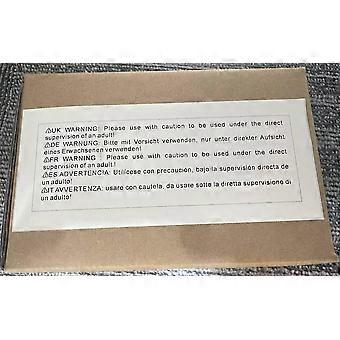 ⚠UK WARNING: Please use with caution to be used under the direct
supervision of an adult!
⚠DE WARNUNG: Bitte mit Vorsicht verwenden, nur unter direkter Aufsicht
eines Erwachsenen verwenden!
⚠FR WARNING : Please use with caution to be used under the direct
supervision of an adult!
⚠ES ADVERTENCIA: Utilícese con precaucion, bajo la supervisión directa de
un adulto!
⚠IT AVVERTENZA: usare con cautela, da usare sotto la diretta supervisione di
un adulto!